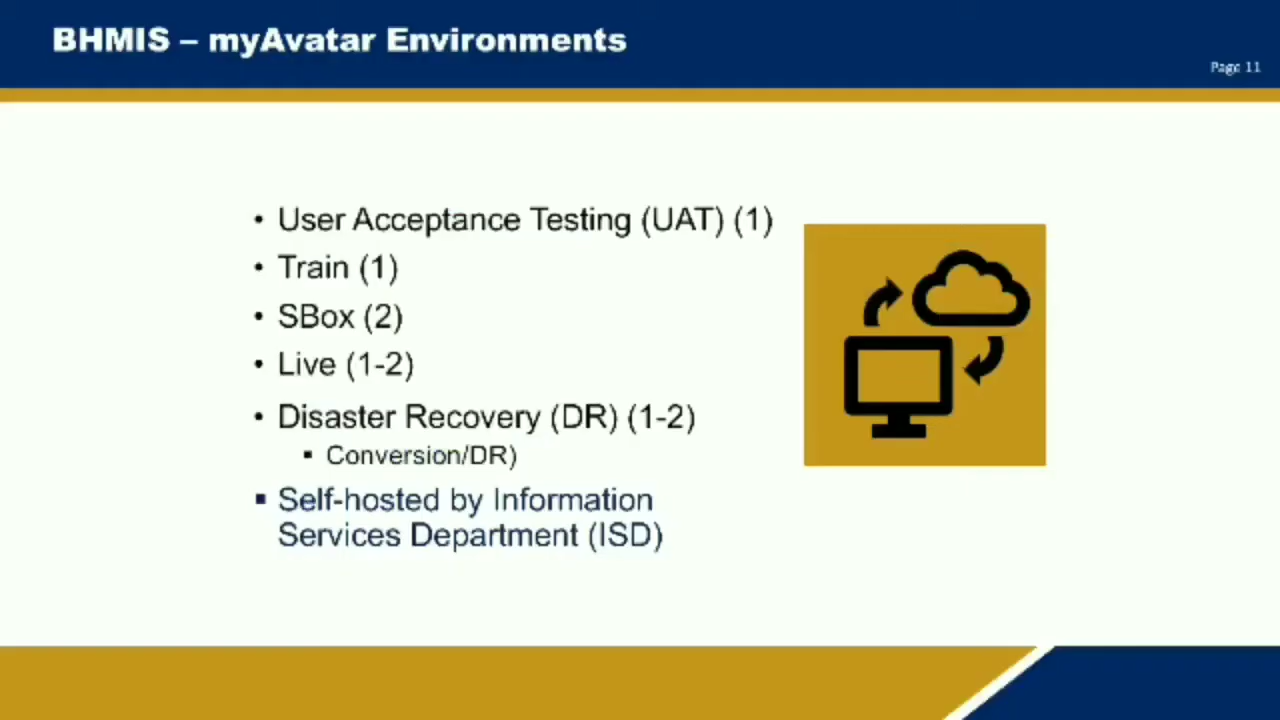 BHMIS – myAvatar Environments
Page 11
• User Acceptance Testing (UAT) (1)
• Train (1)
• SBox (2)
• Live (1-2)
• Disaster Recovery (DR) (1-2)
▪ Conversion/DR)
▪ Self-hosted by Information
Services Department (ISD)